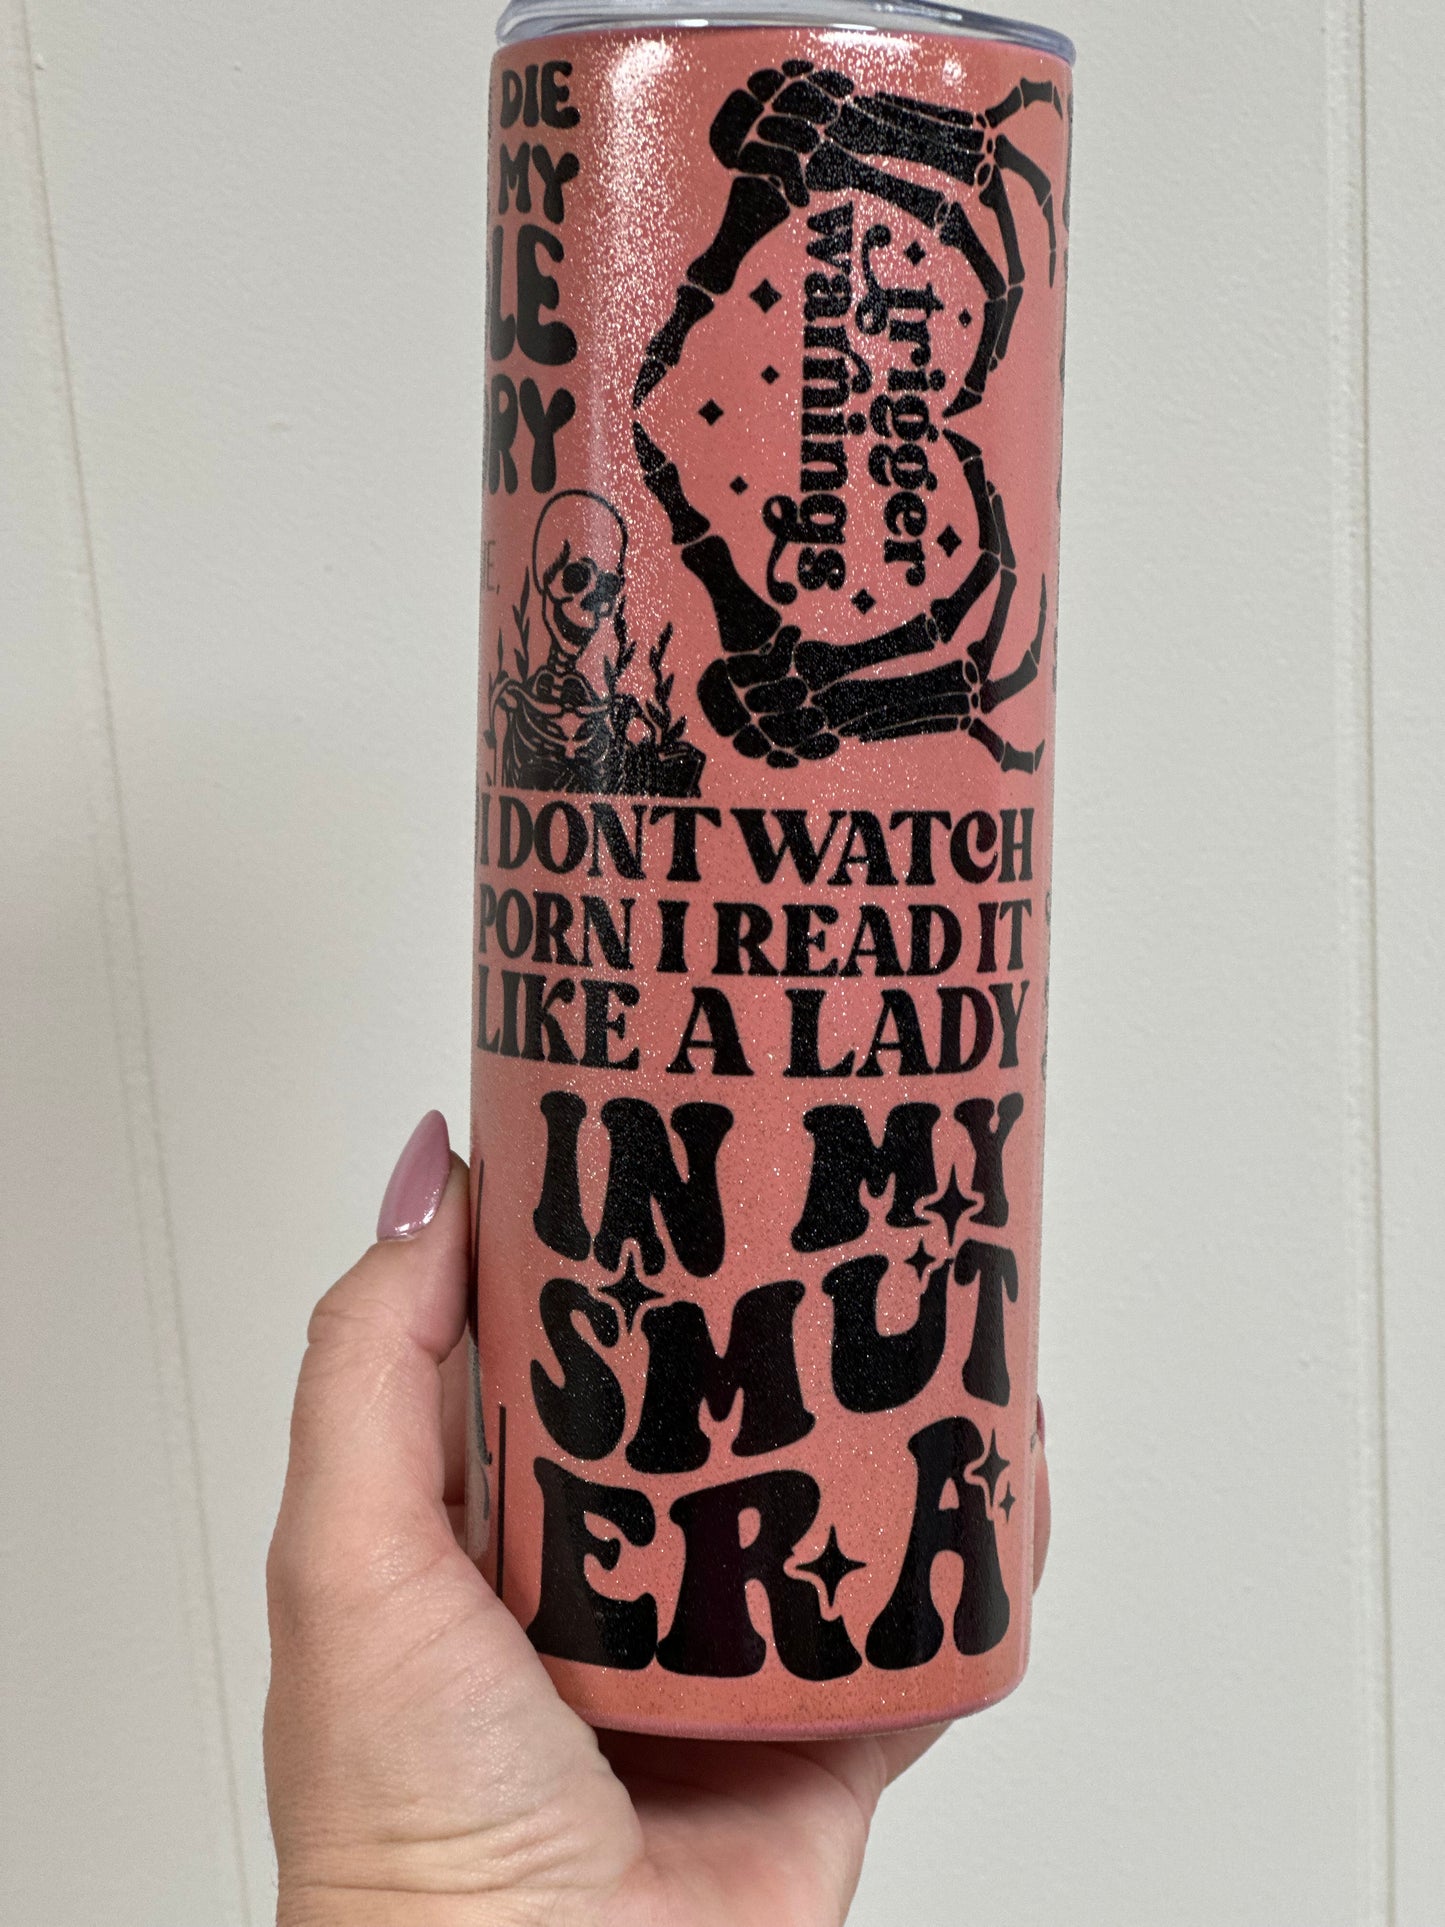 DIE
MY
trigger
warnings
I DONT WATCH
PORN I READ IT
LIKE A LADY
IN MY
SMUT
ERA